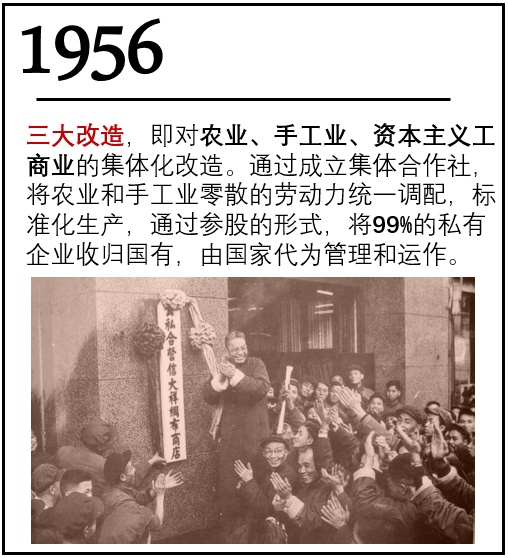 1956
三大改造，即对农业、手工业、资本主义工
商业的集体化改造。通过成立集体合作社，
将农业和手工业零散的劳动力统一调配，标
准化生产，通过参股的形式，将99%的私有
企业收归国有，由国家代为管理和运作。
公私合营信大祥绸布商店